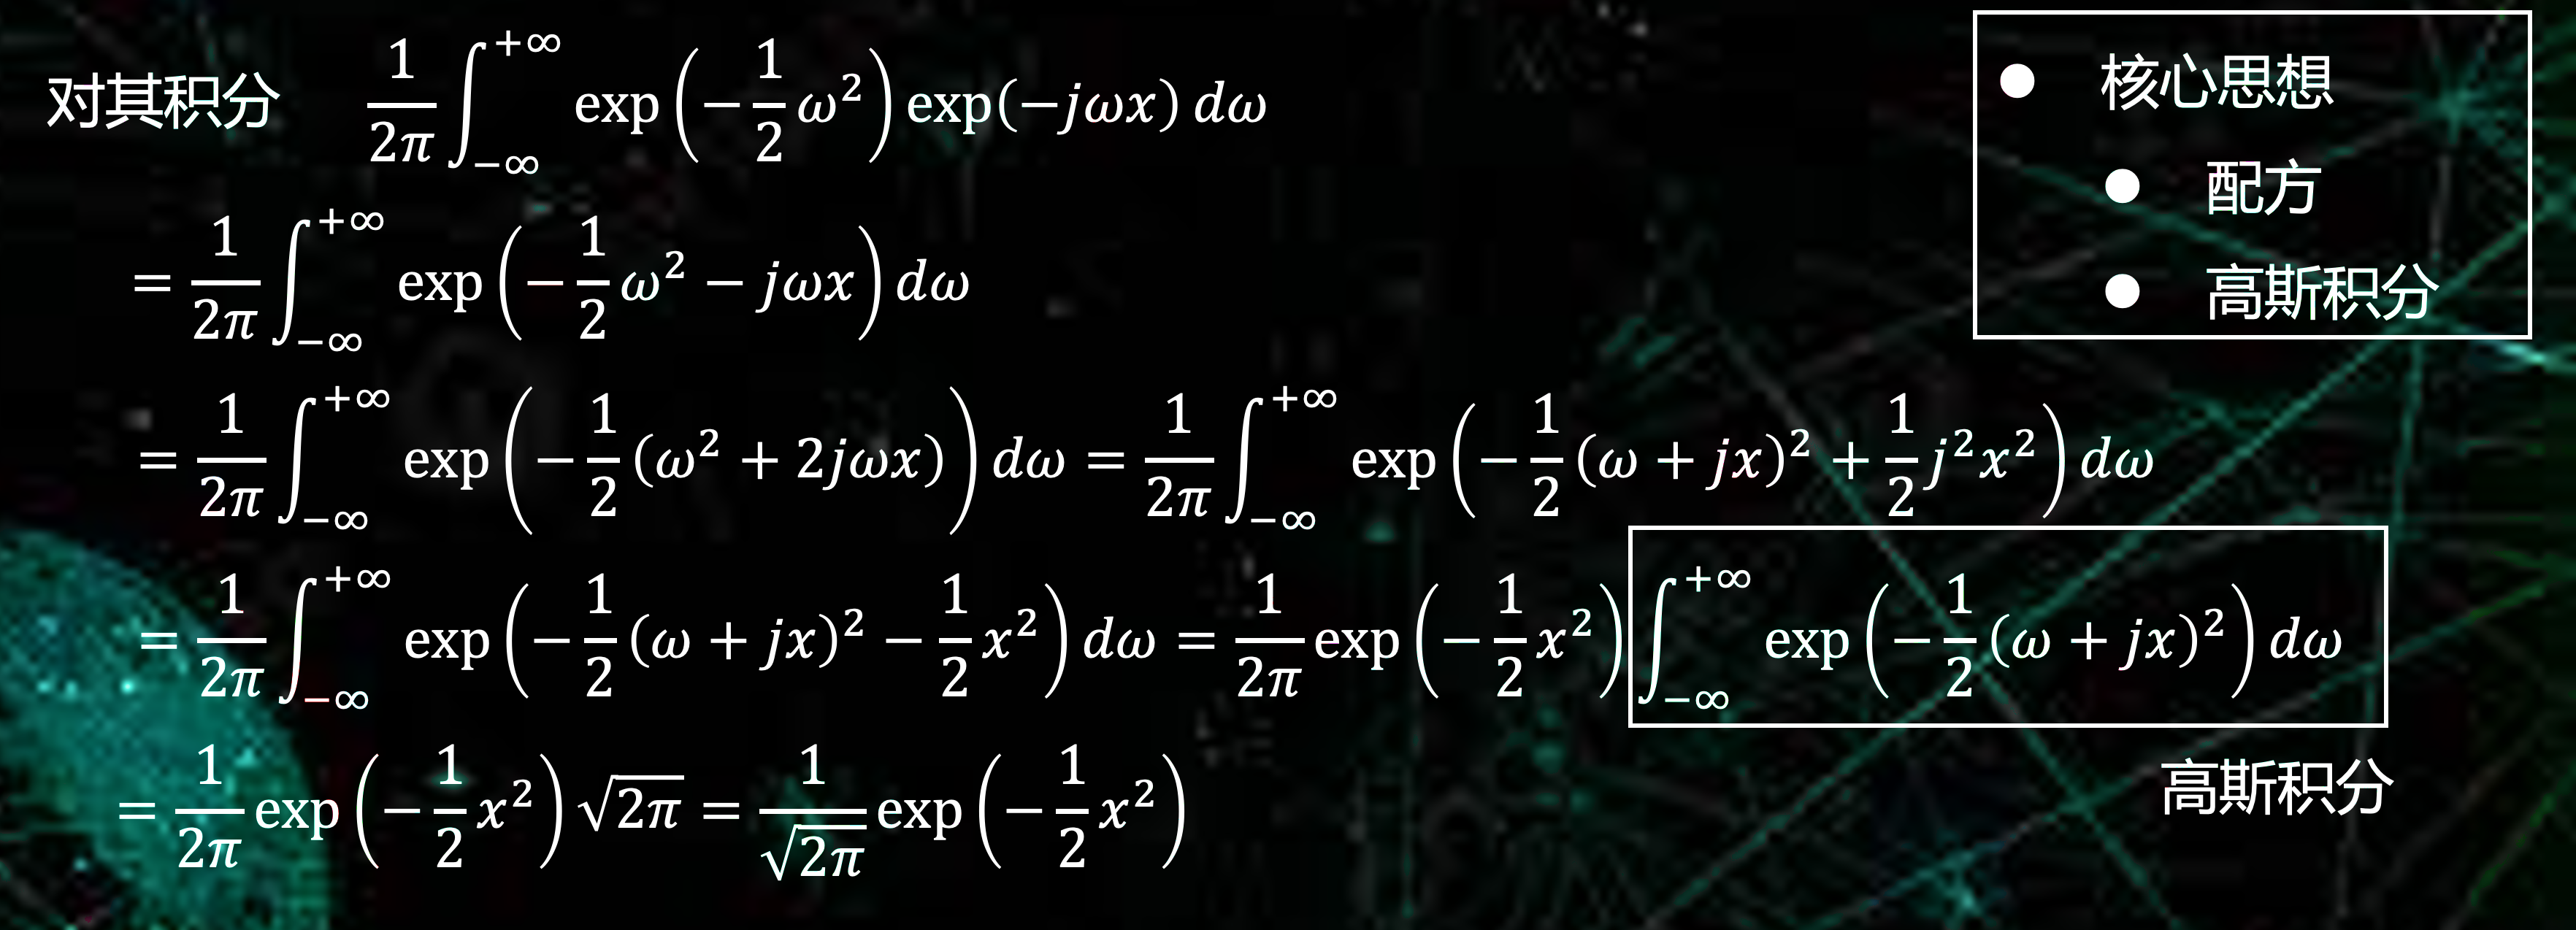 对其积分 $\frac{1}{2\pi}\int_{-\infty}^{+\infty} \exp\left(-\frac{1}{2}\omega^2\right)\exp(-j\omega x)\,d\omega$
$=\frac{1}{2\pi}\int_{-\infty}^{+\infty} \exp\left(-\frac{1}{2}\omega^2-j\omega x\right)d\omega$
$=\frac{1}{2\pi}\int_{-\infty}^{+\infty} \exp\left(-\frac{1}{2}(\omega^2+2j\omega x)\right)d\omega=\frac{1}{2\pi}\int_{-\infty}^{+\infty} \exp\left(-\frac{1}{2}(\omega+jx)^2+\frac{1}{2}j^2x^2\right)d\omega$
$=\frac{1}{2\pi}\int_{-\infty}^{+\infty} \exp\left(-\frac{1}{2}(\omega+jx)^2-\frac{1}{2}x^2\right)d\omega=\frac{1}{2\pi}\exp\left(-\frac{1}{2}x^2\right)\int_{-\infty}^{+\infty} \exp\left(-\frac{1}{2}(\omega+jx)^2\right)d\omega$
高斯积分
$=\frac{1}{2\pi}\exp\left(-\frac{1}{2}x^2\right)\sqrt{2\pi}=\frac{1}{\sqrt{2\pi}}\exp\left(-\frac{1}{2}x^2\right)$
● 核心思想
● 配方
● 高斯积分